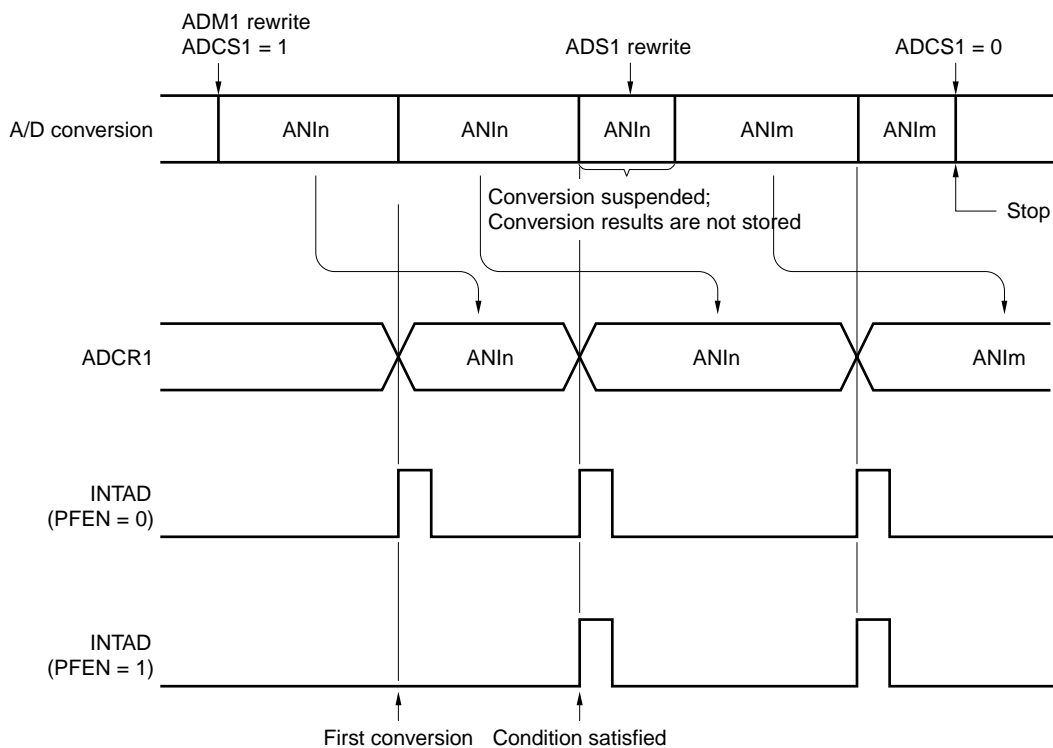 ADM1 rewrite
ADCS1 = 1
ADS1 rewrite
ADCS1 = 0
A/D conversion
ANIn
ANIn
ANIn
ANIm
ANIm
Conversion suspended;
Conversion results are not stored
Stop
ADCR1
ANIn
ANIn
ANIm
INTAD
(PFEN = 0)
INTAD
(PFEN = 1)
First conversion
Condition satisfied